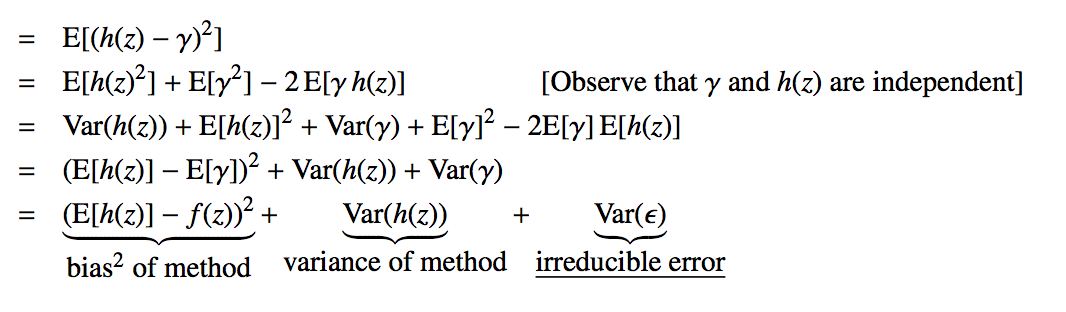 = E[(h(z) − γ)²]
= E[h(z)²] + E[γ²] − 2 E[γ h(z)] [Observe that γ and h(z) are independent]
= Var(h(z)) + E[h(z)]² + Var(γ) + E[γ]² − 2E[γ] E[h(z)]
= (E[h(z)] − E[γ])² + Var(h(z)) + Var(γ)
= (E[h(z)] − f(z))² + Var(h(z)) + Var(ϵ)
bias² of method variance of method irreducible error